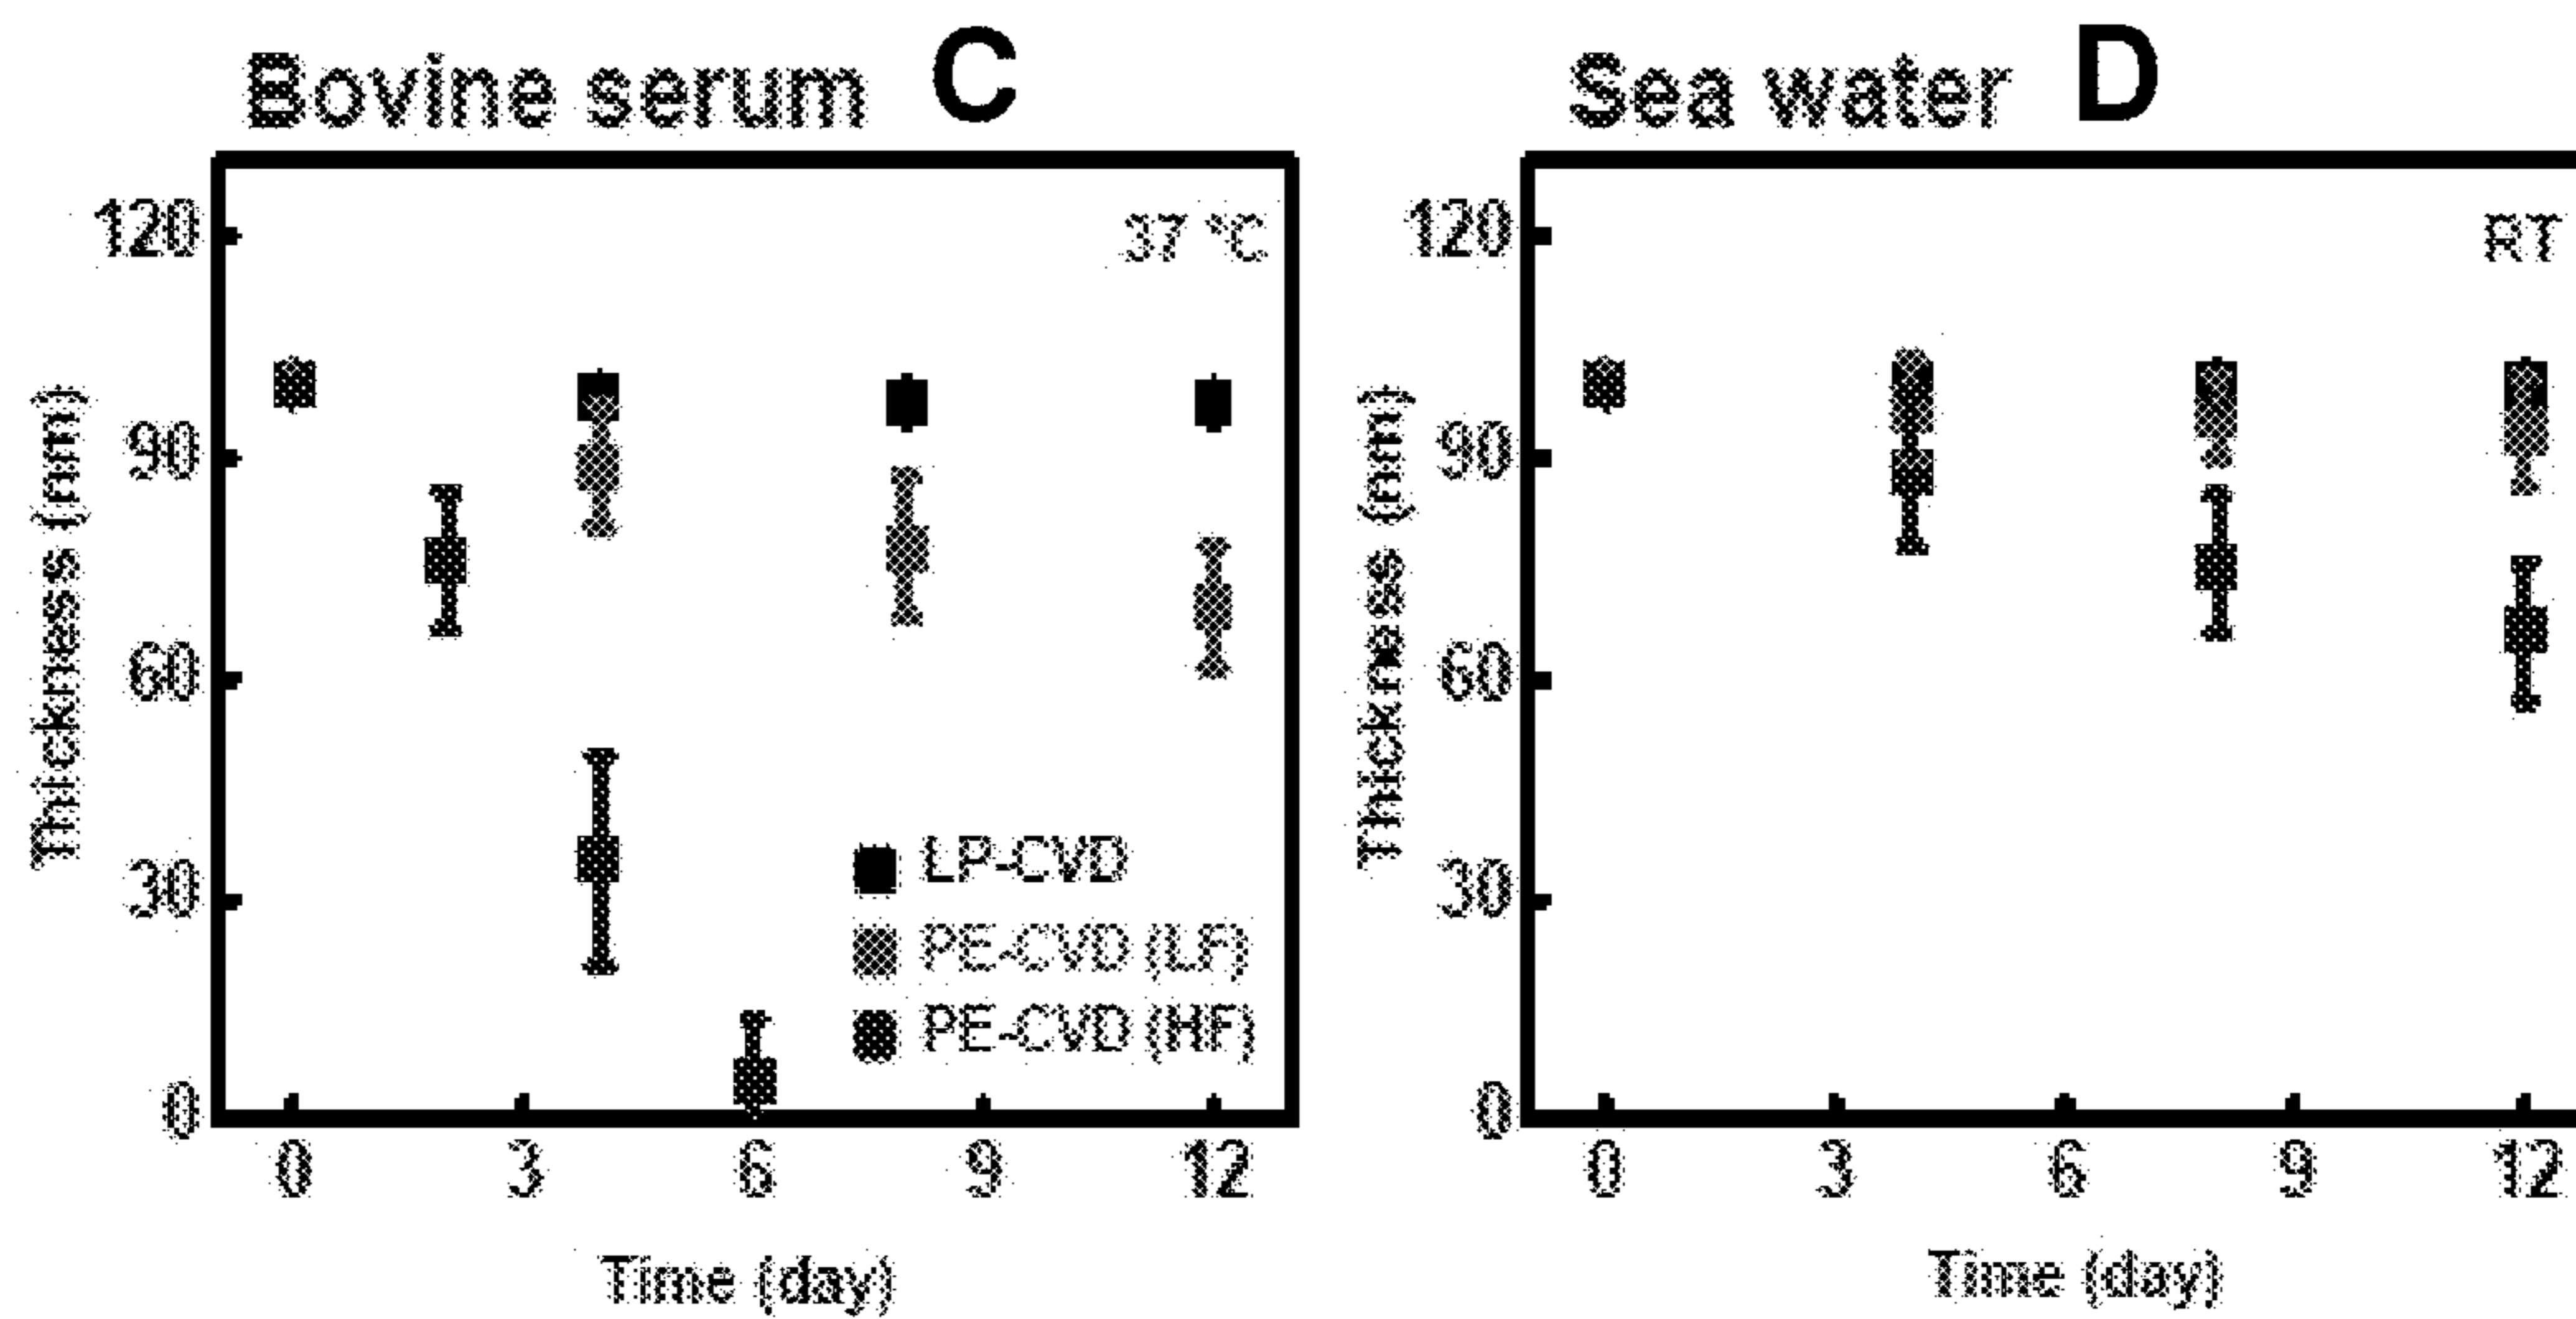 Bovine serum C
120
90
60
30
0
37 °C
LP-CVD
PE-CVD (LF)
PE-CVD (HF)
0 3 6 9 12
Time (day)
Thickness (nm)
Sea water D
120
90
60
30
0
RT
0 3 6 9 12
Time (day)
Thickness (nm)